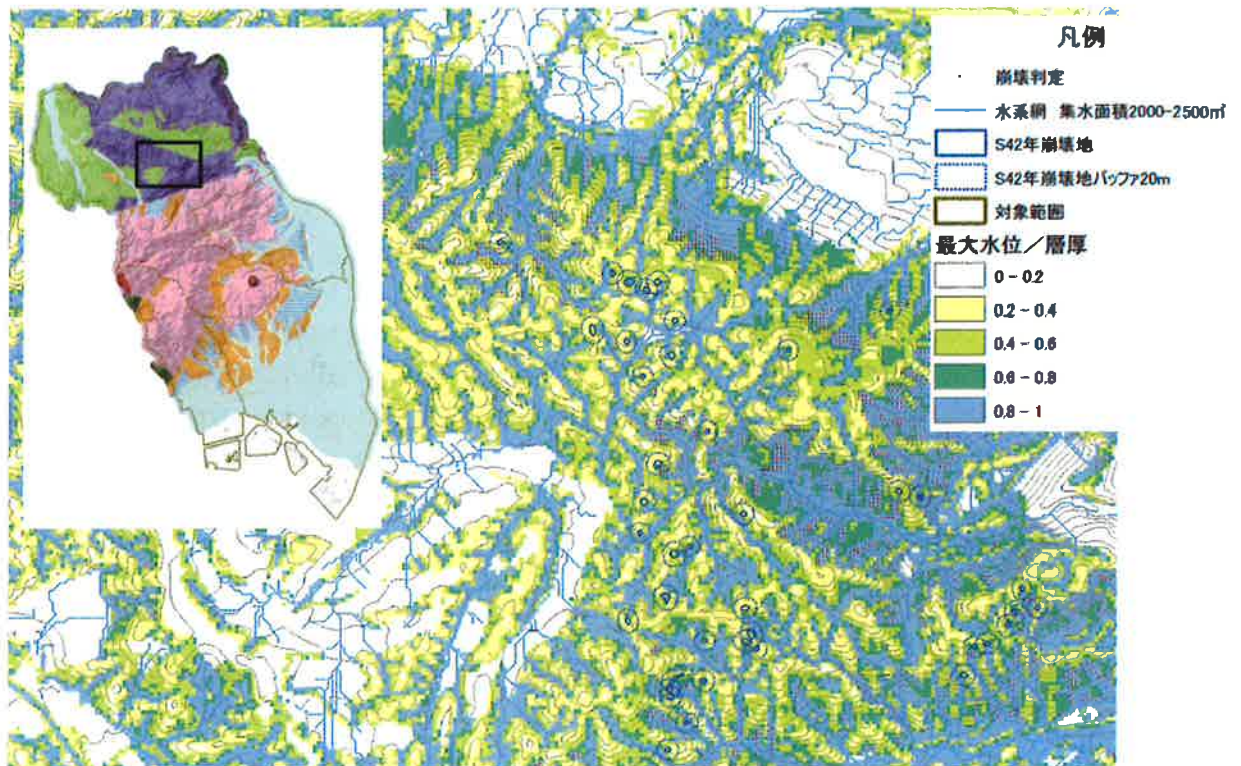 凡例
崩壊判定
水系網 集水面積2000-2500㎡
S42年崩壊地
S42年崩壊地バッファ20m
対象範囲
最大水位／層厚
0 - 0.2
0.2 - 0.4
0.4 - 0.6
0.6 - 0.8
0.8 - 1